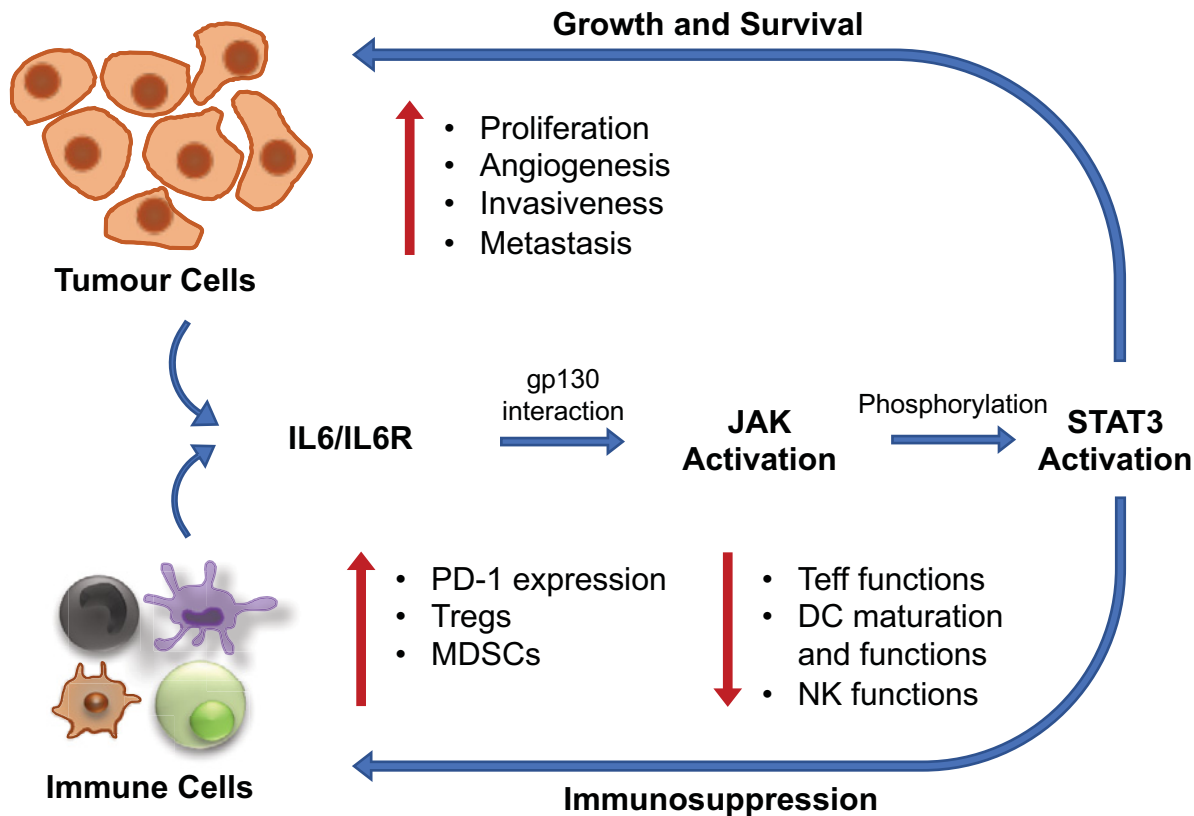 Growth and Survival
• Proliferation
• Angiogenesis
• Invasiveness
• Metastasis
Tumour Cells
IL6/IL6R
gp130
interaction
JAK
Activation
Phosphorylation
STAT3
Activation
• PD-1 expression
• Tregs
• MDSCs
• Teff functions
• DC maturation
and functions
• NK functions
Immune Cells
Immunosuppression